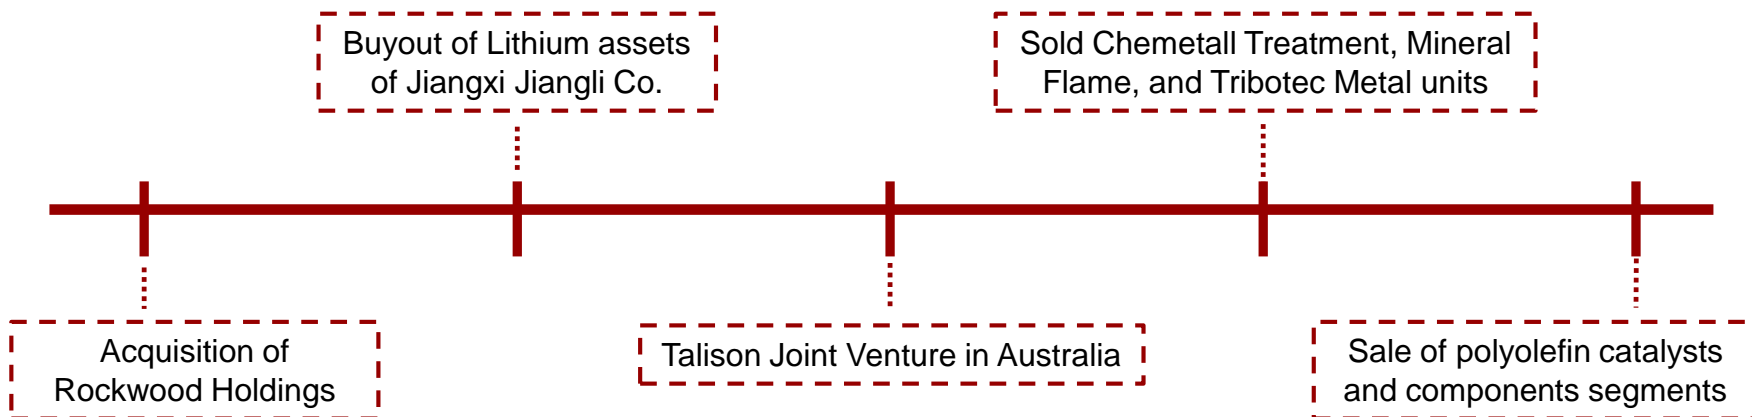 Buyout of Lithium assets
of Jiangxi Jiangli Co.
Sold Chemetall Treatment, Mineral
Flame, and Tribotec Metal units
Acquisition of
Rockwood Holdings
Talison Joint Venture in Australia
Sale of polyolefin catalysts
and components segments